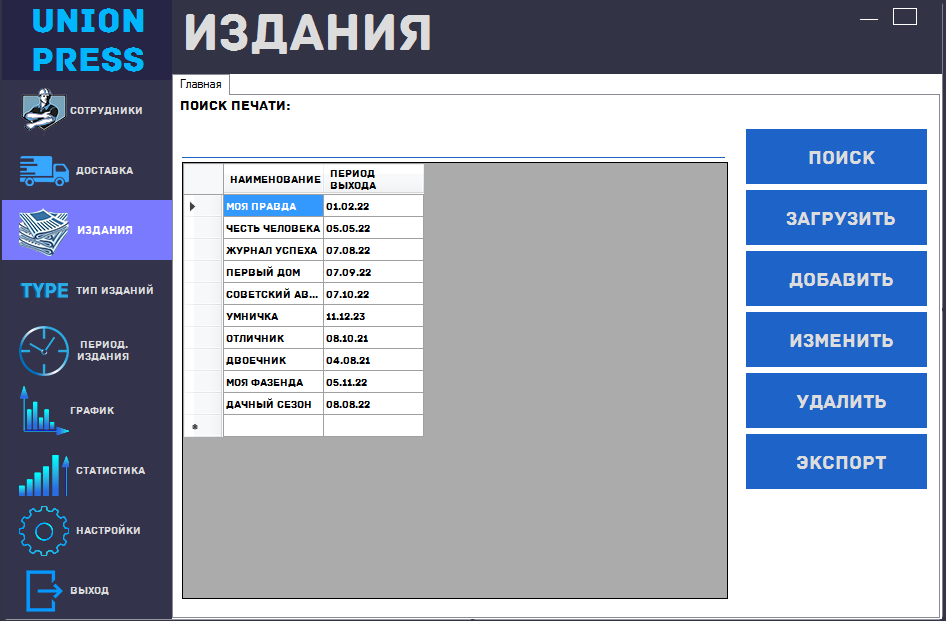 UNION
PRESS
ИЗДАНИЯ
СОТРУДНИКИ
ДОСТАВКА
ИЗДАНИЯ
TYPE ТИП ИЗДАНИЙ
ПЕРИОД.
ИЗДАНИЯ
ГРАФИК
СТАТИСТИКА
НАСТРОЙКИ
ВЫХОД
Главная
ПОИСК ПЕЧАТИ:
НАИМЕНОВАНИЕ ПЕРИОД
ВЫХОДА
МОЯ ПРАВДА 01.02.22
ЧЕСТЬ ЧЕЛОВЕКА 05.05.22
ЖУРНАЛ УСПЕХА 07.08.22
ПЕРВЫЙ ДОМ 07.09.22
СОВЕТСКИЙ АВ... 07.10.22
УМНИЧКА 11.12.23
ОТЛИЧНИК 08.10.21
ДВОЕЧНИК 04.08.21
МОЯ ФАЗЕНДА 05.11.22
ДАЧНЫЙ СЕЗОН 08.08.22
ПОИСК
ЗАГРУЗИТЬ
ДОБАВИТЬ
ИЗМЕНИТЬ
УДАЛИТЬ
ЭКСПОРТ